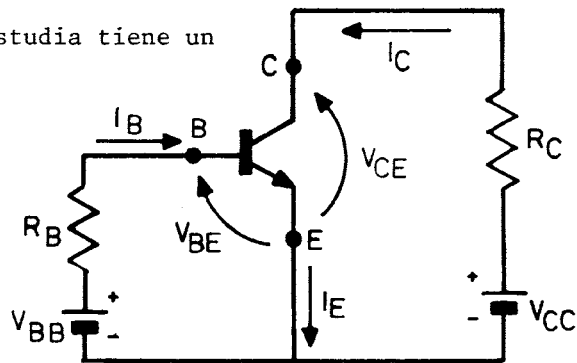 studia tiene un
I_C
C
I_B
B
R_C
V_CE
R_B
V_BE
E
+
I_E
+
V_BB
-
-
V_CC